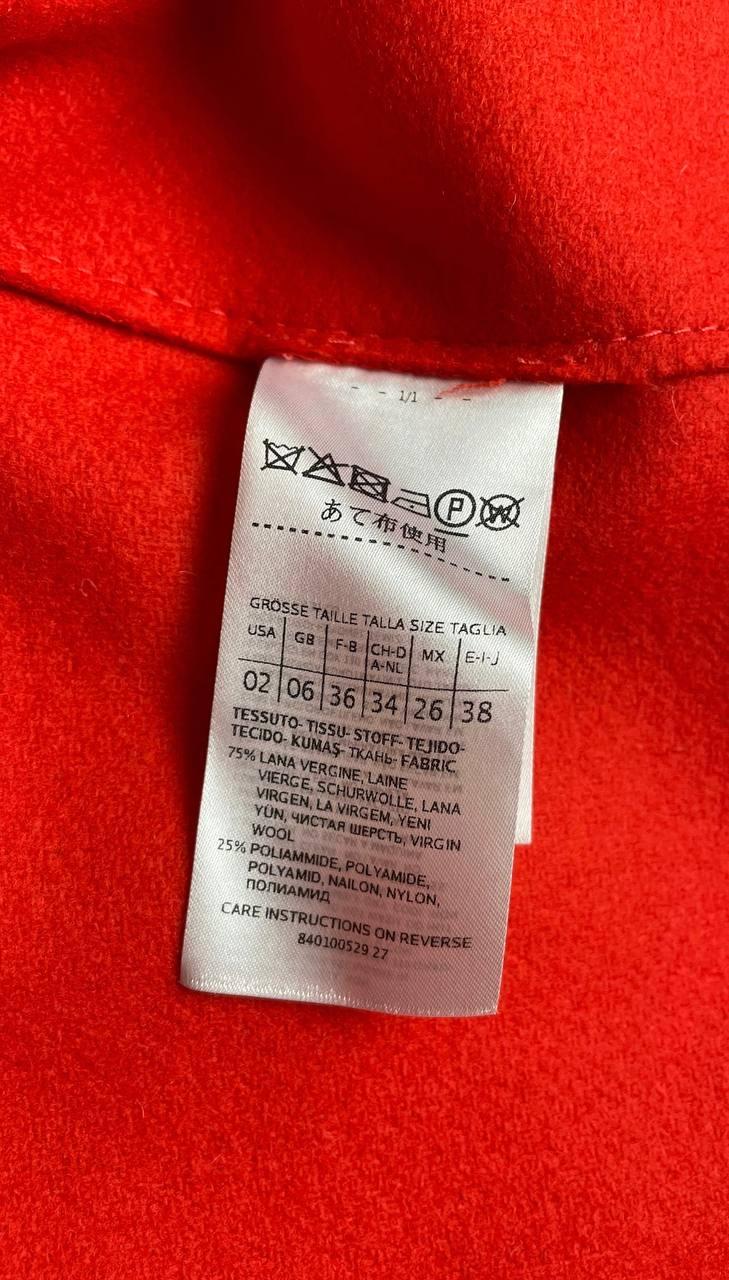 - - 1/1 - -
P W
あて布使用
GRÖSSE TAILLE TALLA SIZE TAGLIA
USA GB F-B CH-D A-NL MX E-I-J
02 06 36 34 26 38
TESSUTO- TISSU- STOFF- TEJIDO-
TECIDO- KUMAŞ- ТКАНЬ- FABRIC
75% LANA VERGINE, LAINE
VIERGE, SCHURWOLLE, LANA
VIRGEN, LA VIRGEM, YENI
YÜN, ЧИСТАЯ ШЕРСТЬ, VIRGIN
WOOL
25% POLIAMMIDE, POLYAMIDE,
POLYAMID, NAILON, NYLON,
ПОЛИАМИД
CARE INSTRUCTIONS ON REVERSE
840100529 27